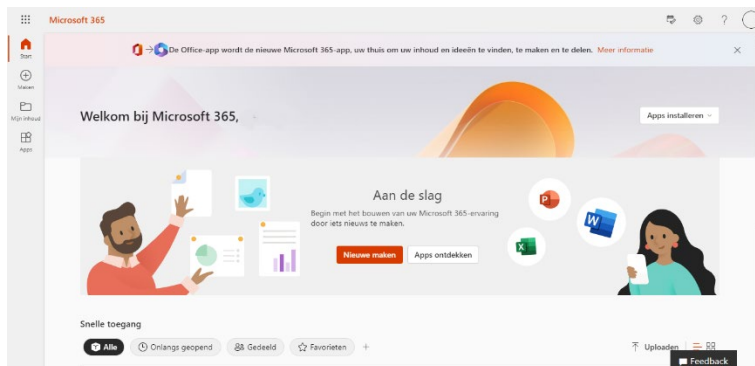 Microsoft 365
De Office-app wordt de nieuwe Microsoft 365-app, uw thuis om uw inhoud en ideeën te vinden, te maken en te delen. Meer informatie
Start
Maken
Mijn inhoud
Apps
Welkom bij Microsoft 365,
Apps installeren
Aan de slag
Begin met het bouwen van uw Microsoft 365-ervaring
door iets nieuws te maken.
Nieuwe maken Apps ontdekken
P
W
X
Snelle toegang
Alle Onlangs geopend Gedeeld Favorieten +
Uploaden
Feedback